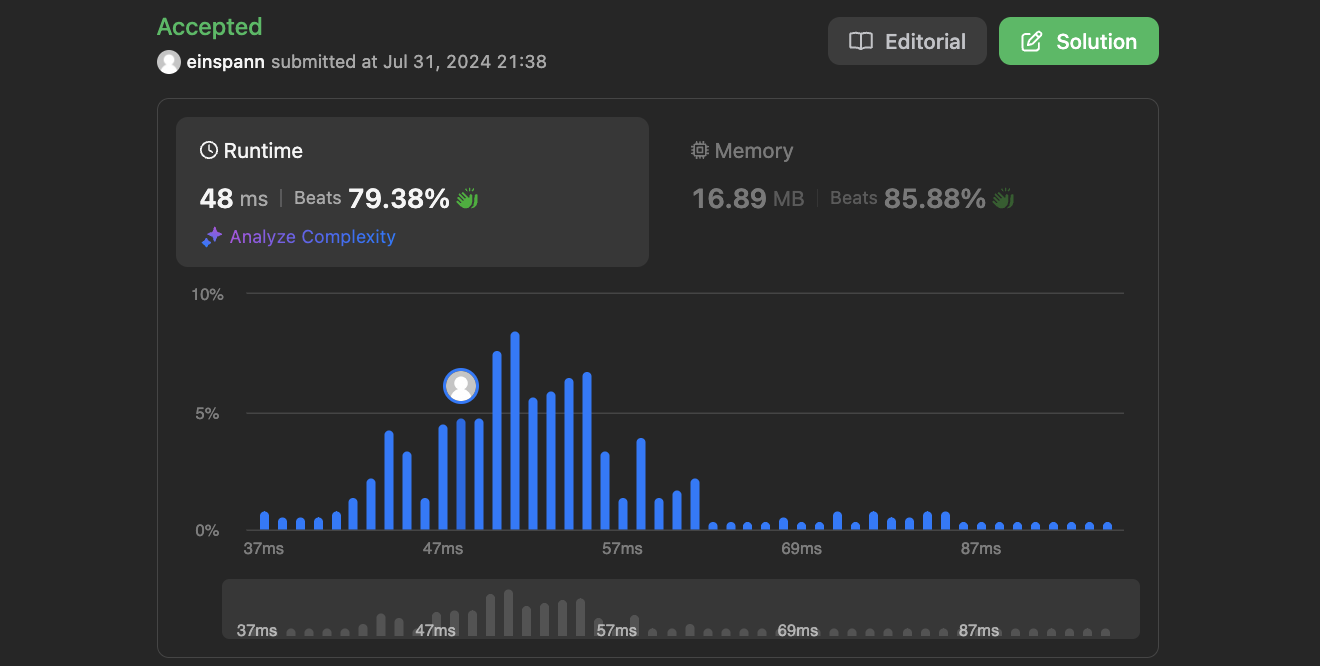 Accepted
Editorial
Solution
einspann submitted at Jul 31, 2024 21:38
Runtime
Memory
48 ms | Beats 79.38%
16.89 MB | Beats 85.88%
Analyze Complexity
10%
5%
0%
37ms 47ms 57ms 69ms 87ms
37ms 47ms 57ms 69ms 87ms